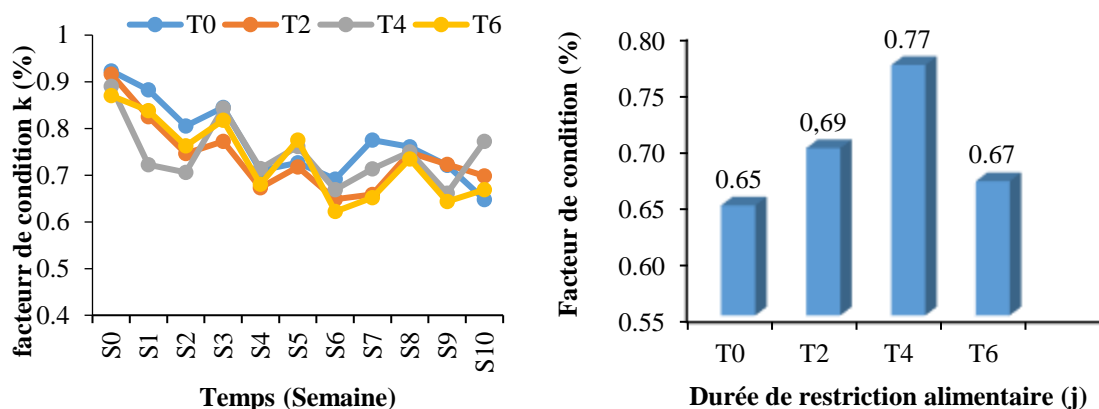 T0 T2 T4 T6
facteurr de condition k (%)
1
0.9
0.8
0.7
0.6
0.5
0.4
S0 S1 S2 S3 S4 S5 S6 S7 S8 S9 S10
Temps (Semaine)
Facteur de condition (%)
0.80
0.75
0.70
0.65
0.60
0.55
0.65
0,69
0.77
0.67
T0 T2 T4 T6
Durée de restriction alimentaire (j)